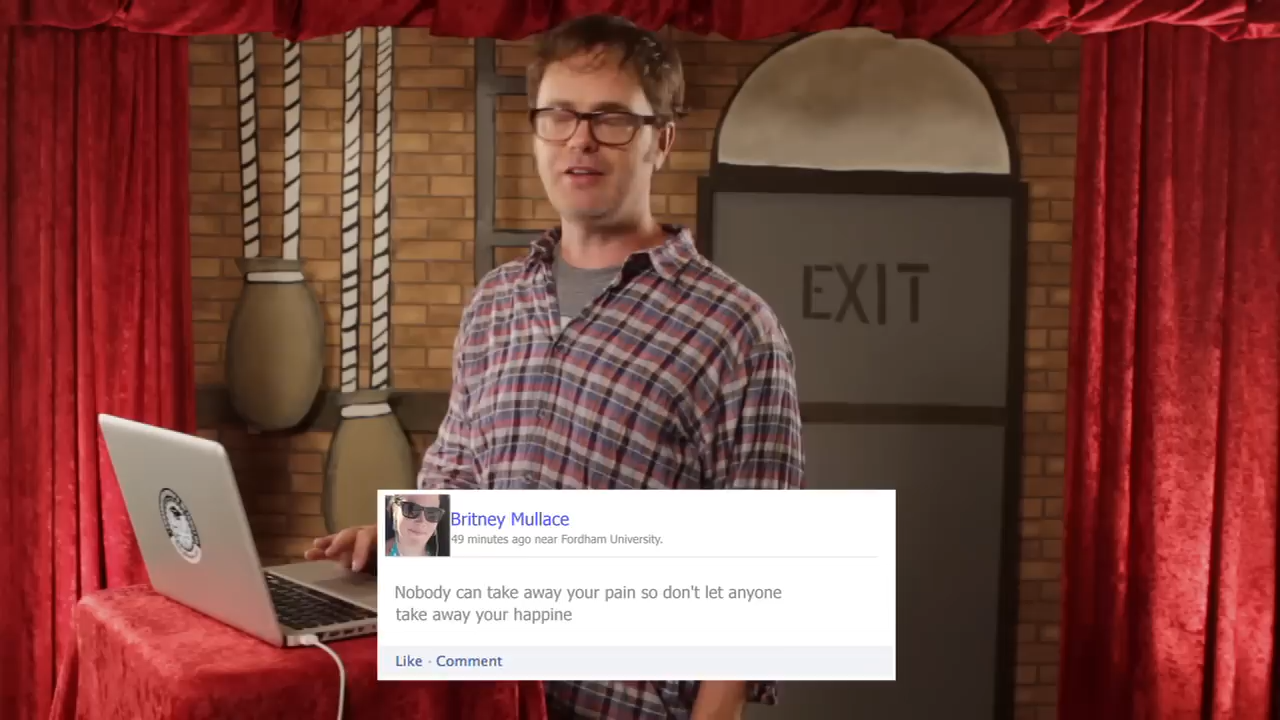 EXIT
Britney Mullace
49 minutes ago near Fordham University.
Nobody can take away your pain so don't let anyone
take away your happine
Like · Comment